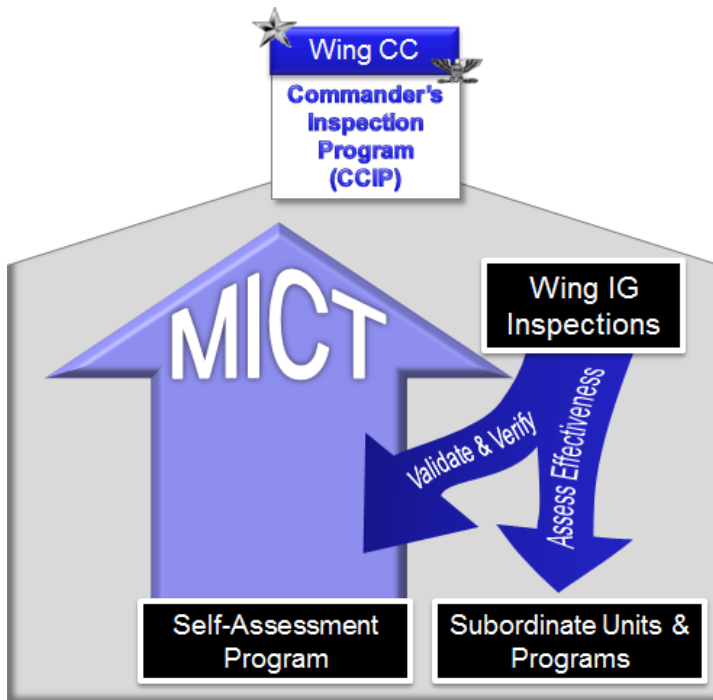 Wing CC
Commander's
Inspection
Program
(CCIP)
MICT
Wing IG
Inspections
Validate & Verify
Assess Effectiveness
Self-Assessment
Program
Subordinate Units &
Programs